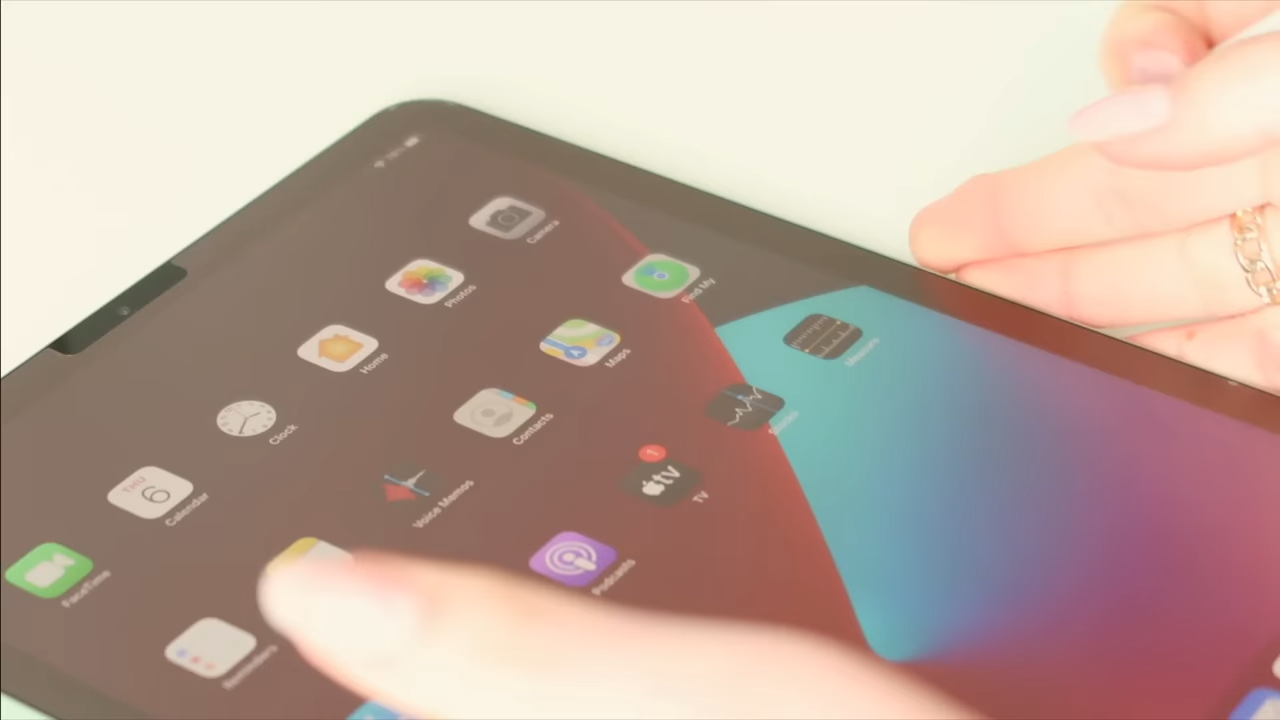 FaceTime
THU
6
Calendar
Clock
Home
Photos
Camera
Reminders
Voice Memos
Contacts
Maps
Find My
Podcasts
1
tv
TV
Measure